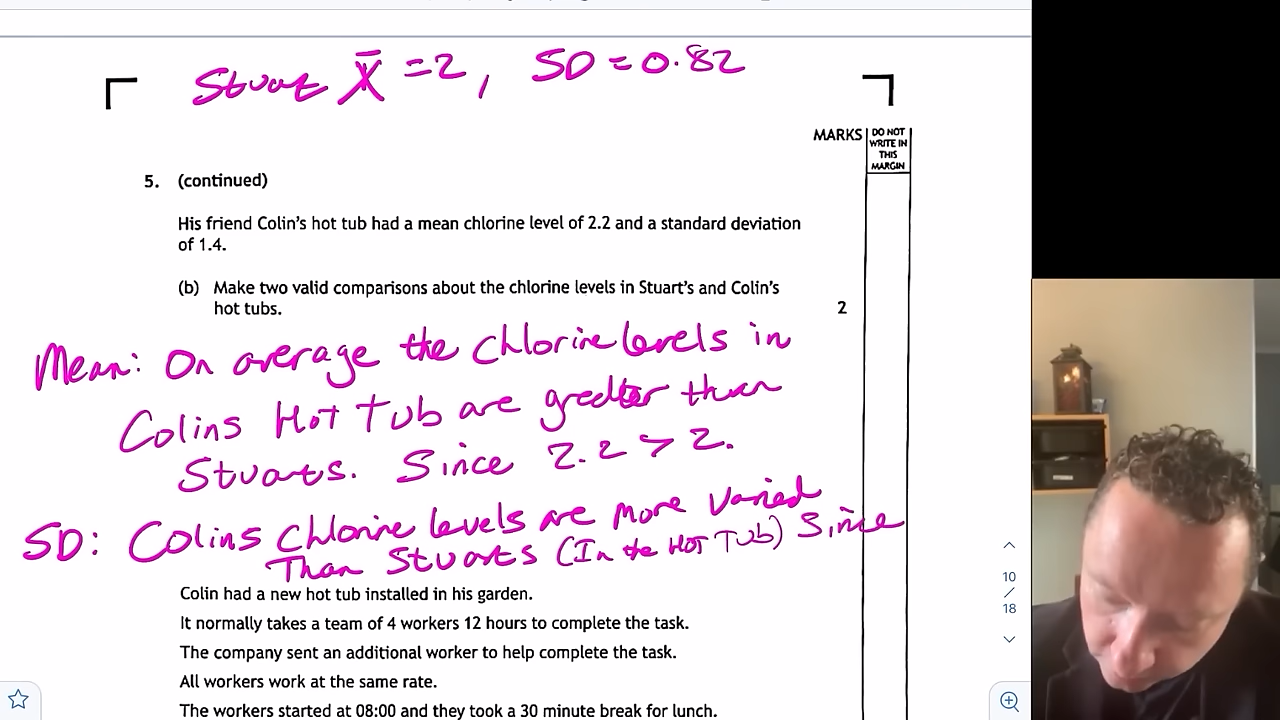 Stuart x̄ = 2, SD = 0.82
MARKS
DO NOT
WRITE IN
THIS
MARGIN
5. (continued)
His friend Colin's hot tub had a mean chlorine level of 2.2 and a standard deviation
of 1.4.
(b) Make two valid comparisons about the chlorine levels in Stuart's and Colin's
hot tubs.
2
Mean: On average the Chlorine levels in
Colins Hot Tub are greater than
Stuarts. Since 2.2 > 2.
SD: Colins Chlorine levels are more varied
Than Stuarts (In the Hot Tub) Since
Colin had a new hot tub installed in his garden.
It normally takes a team of 4 workers 12 hours to complete the task.
The company sent an additional worker to help complete the task.
All workers work at the same rate.
The workers started at 08:00 and they took a 30 minute break for lunch.
10
/
18